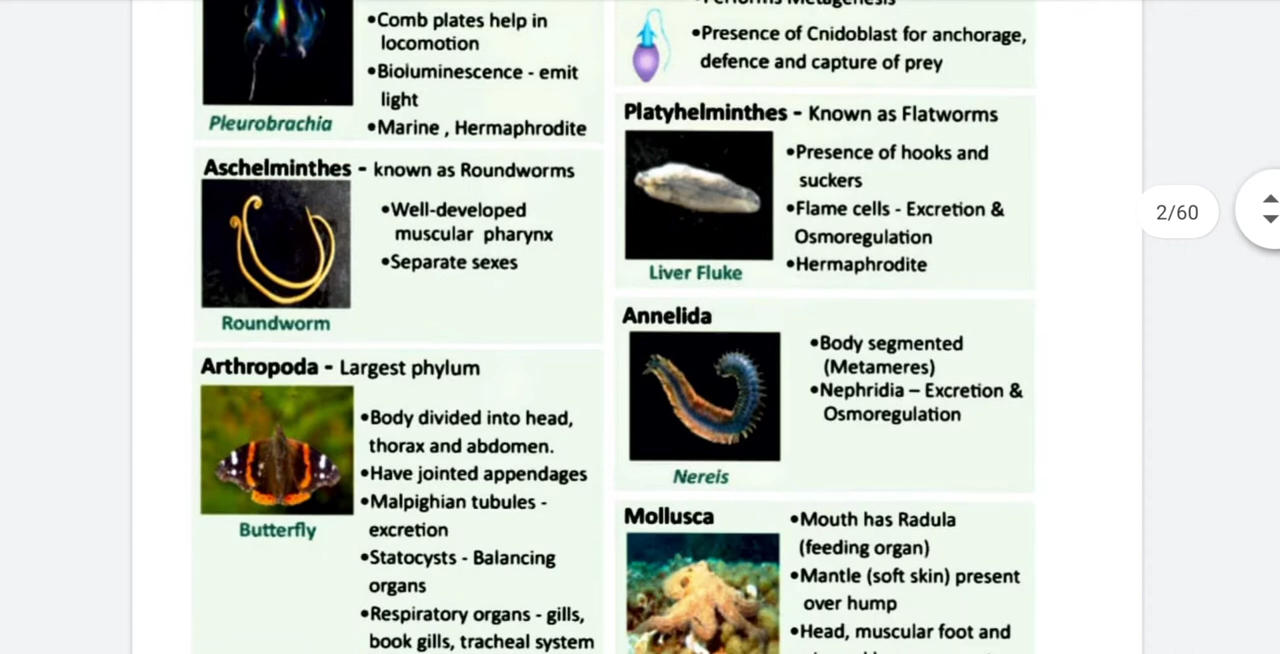 •Comb plates help in
locomotion
•Bioluminescence - emit
light
•Marine , Hermaphrodite
Pleurobrachia
•Performs Metagenesis
•Presence of Cnidoblast for anchorage,
defence and capture of prey
Aschelminthes - known as Roundworms
•Well-developed
muscular pharynx
•Separate sexes
Roundworm
Platyhelminthes - Known as Flatworms
•Presence of hooks and
suckers
•Flame cells - Excretion &
Osmoregulation
•Hermaphrodite
Liver Fluke
Arthropoda - Largest phylum
•Body divided into head,
thorax and abdomen.
•Have jointed appendages
•Malpighian tubules -
excretion
•Statocysts - Balancing
organs
•Respiratory organs - gills,
book gills, tracheal system
Butterfly
Annelida
•Body segmented
(Metameres)
•Nephridia – Excretion &
Osmoregulation
Nereis
Mollusca
•Mouth has Radula
(feeding organ)
•Mantle (soft skin) present
over hump
•Head, muscular foot and
2/60